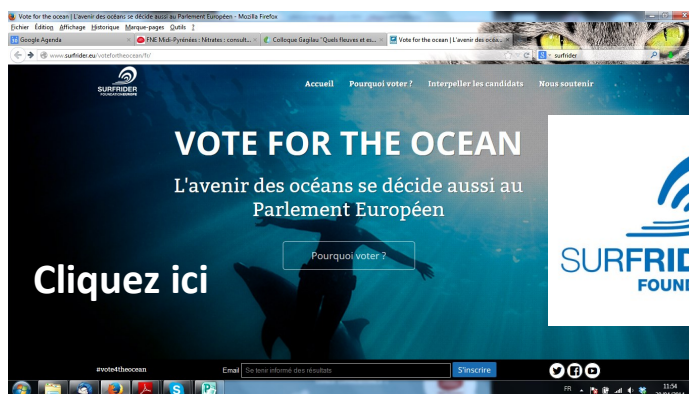 Vote for the ocean | L'avenir des océans se décide aussi au Parlement Européen - Mozilla Firefox
Fichier Édition Affichage Historique Marque-pages Outils ?
Google Agenda
FNE Midi-Pyrénées : Nitrates : consult...
Colloque Gagilau "Quels fleuves et es...
Vote for the ocean | L'avenir des océa...
www.surfrider.eu/votefortheocean/fr/
surfrider
SURFRIDER
FOUNDATION EUROPE
Accueil Pourquoi voter ? Interpeller les candidats Nous soutenir
VOTE FOR THE OCEAN
L'avenir des océans se décide aussi au
Parlement Européen
Pourquoi voter ?
Cliquez ici
SURFRID
FOUND
#vote4theocean
Email Se tenir informé des résultats S'inscrire
FR
11:54